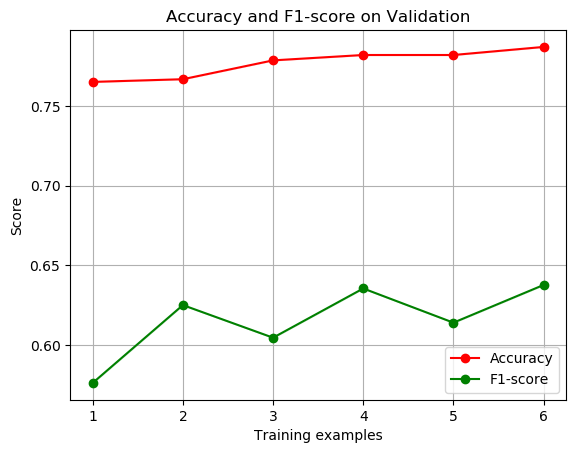 Accuracy and F1-score on Validation
0.75
0.70
0.65
0.60
Score
1 2 3 4 5 6
Training examples
Accuracy
F1-score